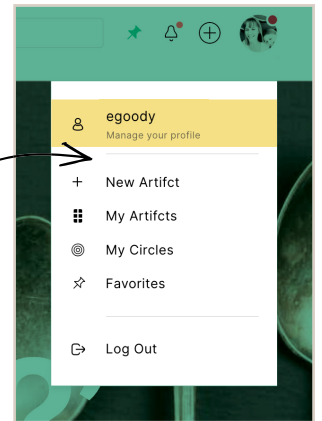 egoody
Manage your profile
New Artifct
My Artifcts
My Circles
Favorites
Log Out